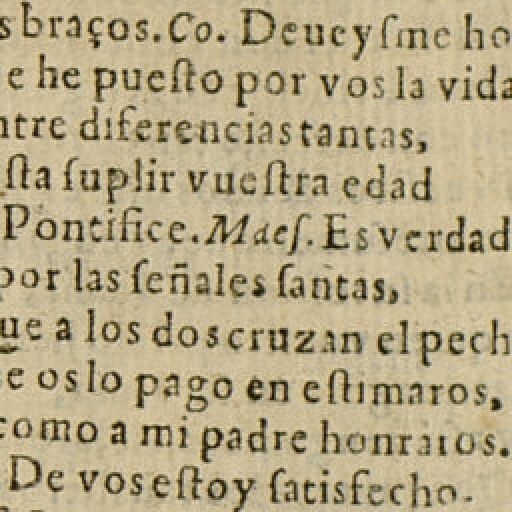 s braços. Co. Deueysſme ho
e he pueſto por vos la vida
ntre diferencias tantas,
ſta ſuplir vueſtra edad
Pontifice. Maeſ. Es verdad
por las ſeñales ſantas,
ue a los dos cruzan el pech
e os lo pago en eſtimaros,
como a mi padre honraros.
De vos eſtoy ſatisfecho.